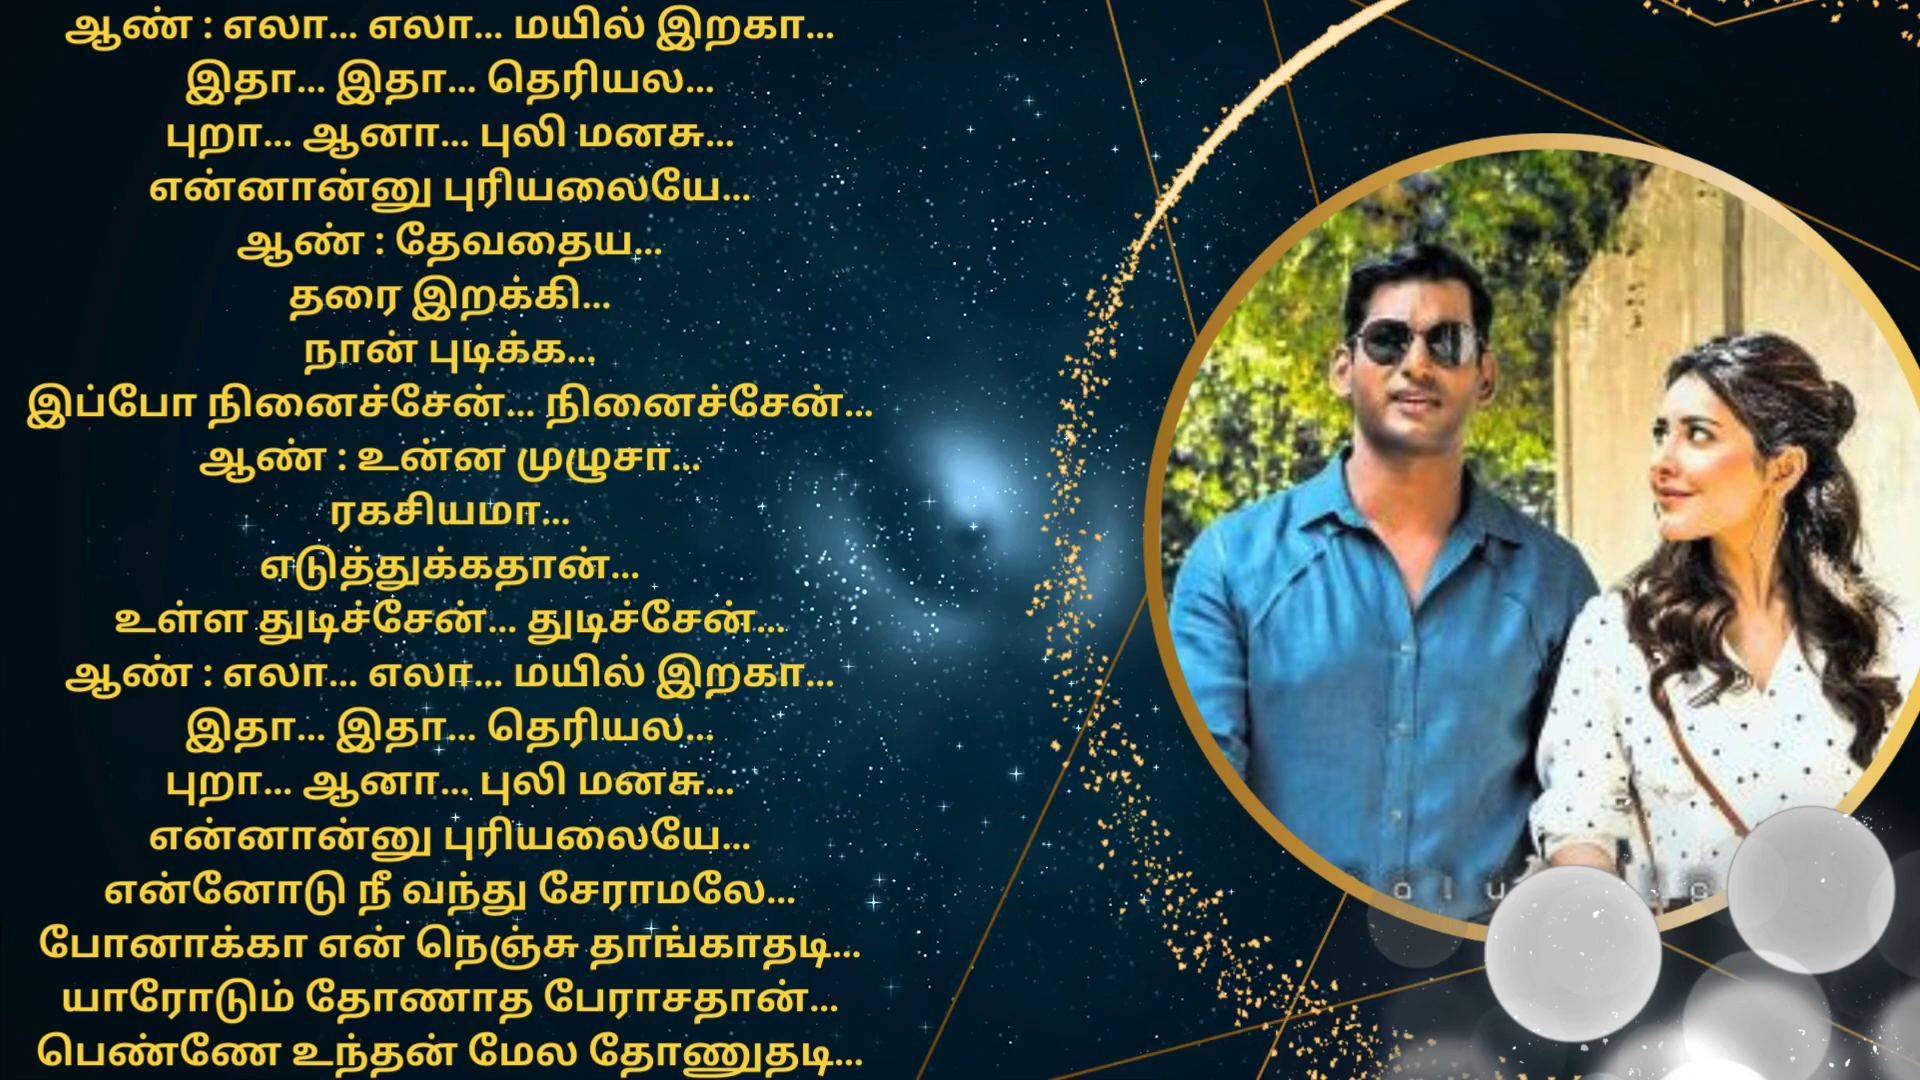 ஆண் : எலா... எலா... மயில் இறகா...
இதா... இதா... தெரியல...
புறா... ஆனா... புலி மனசு...
என்னான்னு புரியலையே...
ஆண் : தேவதைய...
தரை இறக்கி...
நான் புடிக்க...
இப்போ நினைச்சேன்... நினைச்சேன்...
ஆண் : உன்ன முழுசா...
ரகசியமா...
எடுத்துக்கதான்...
உள்ள துடிச்சேன்... துடிச்சேன்...
ஆண் : எலா... எலா... மயில் இறகா...
இதா... இதா... தெரியல...
புறா... ஆனா... புலி மனசு...
என்னான்னு புரியலையே...
என்னோடு நீ வந்து சேராமலே...
போனாக்கா என் நெஞ்சு தாங்காதடி...
யாரோடும் தோணாத பேராசதான்...
பெண்ணே உந்தன் மேல தோணுதடி...